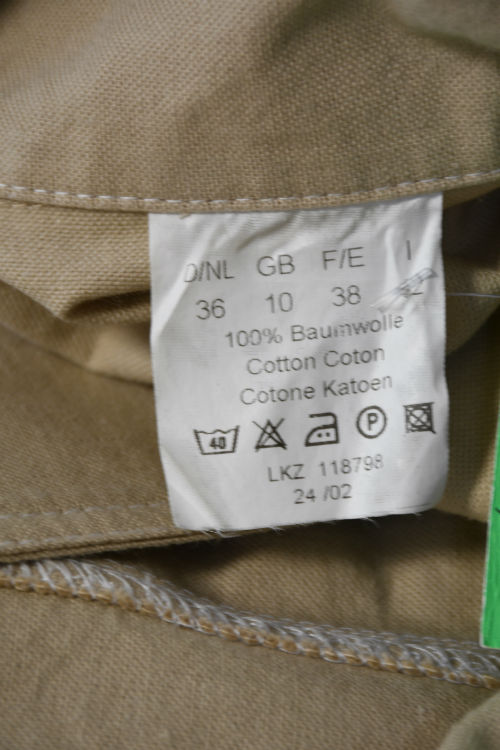 D/NL GB F/E I
36 10 38
100% Baumwolle
Cotton Coton
Cotone Katoen
40 P
LKZ 118798
24 /02